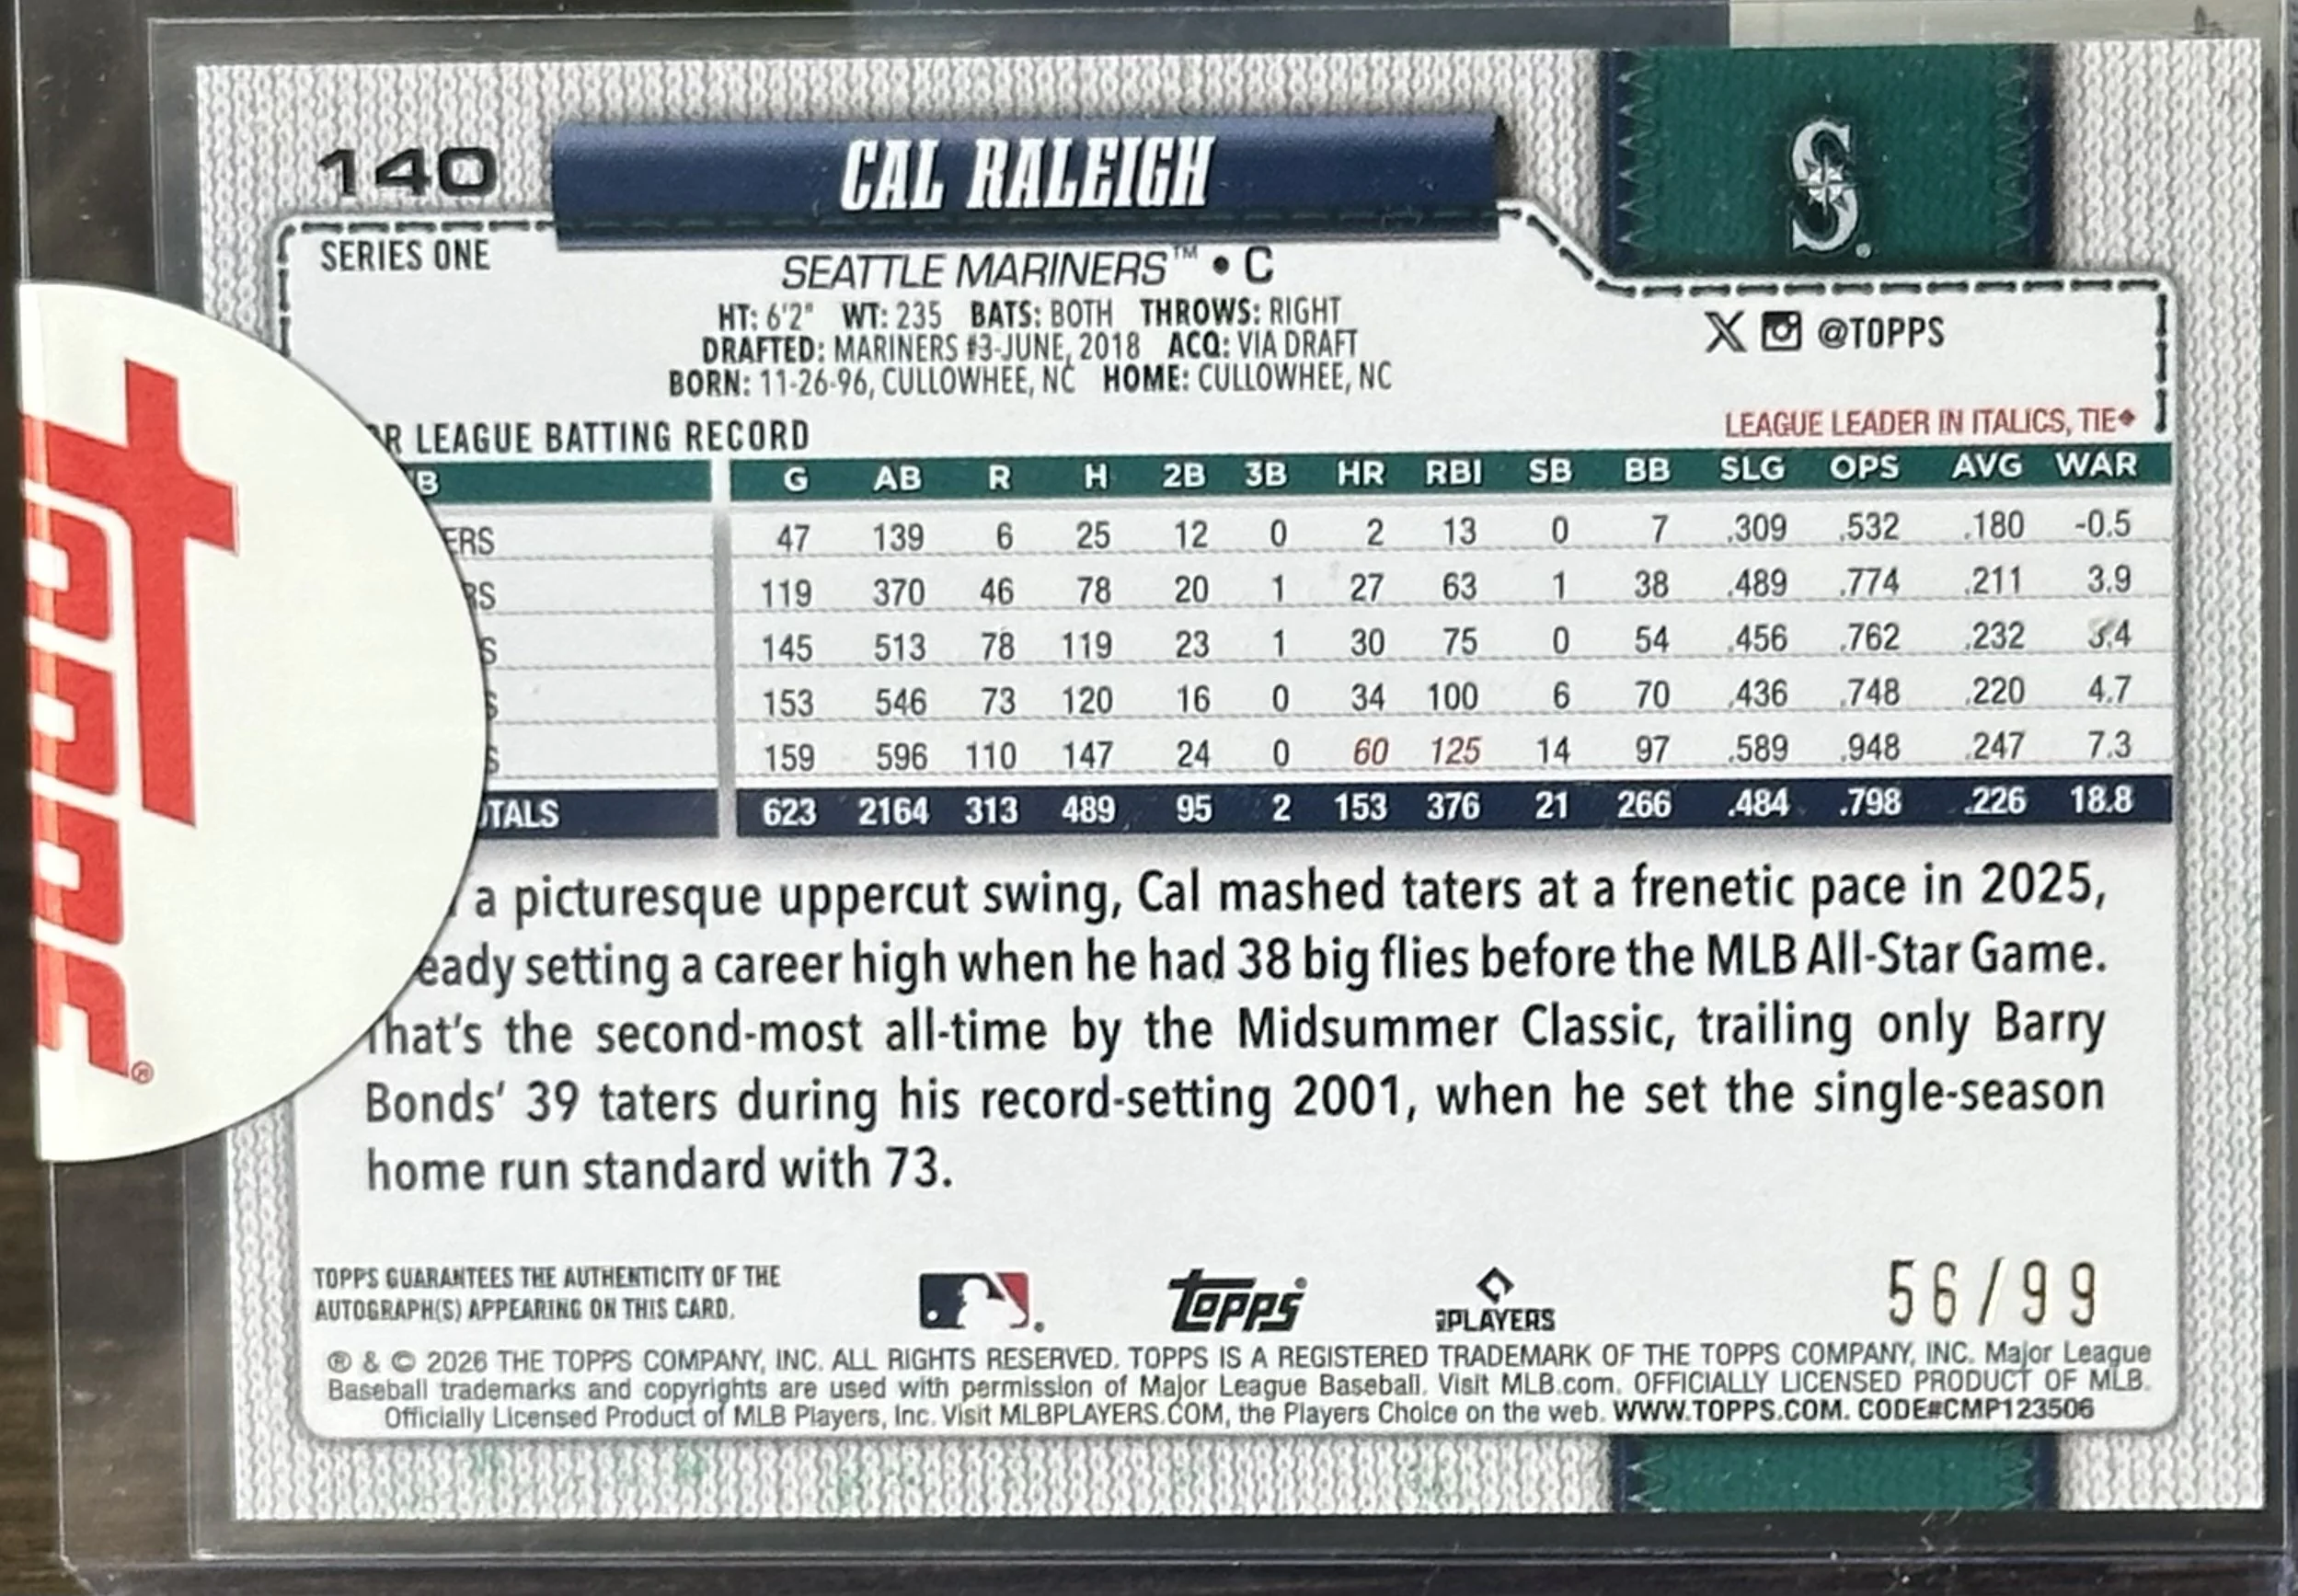 140
CAL RALEIGH
S
SERIES ONE
SEATTLE MARINERS™ • C
HT: 6'2" WT: 235 BATS: BOTH THROWS: RIGHT
DRAFTED: MARINERS #3-JUNE, 2018 ACQ: VIA DRAFT
BORN: 11-26-96, CULLOWHEE, NC HOME: CULLOWHEE, NC
X @TOPPS
R LEAGUE BATTING RECORD
LEAGUE LEADER IN ITALICS, TIE◆
B G AB R H 2B 3B HR RBI SB BB SLG OPS AVG WAR
ERS 47 139 6 25 12 0 2 13 0 7 .309 .532 .180 -0.5
RS 119 370 46 78 20 1 27 63 1 38 .489 .774 .211 3.9
S 145 513 78 119 23 1 30 75 0 54 .456 .762 .232 3.4
S 153 546 73 120 16 0 34 100 6 70 .436 .748 .220 4.7
S 159 596 110 147 24 0 60 125 14 97 .589 .948 .247 7.3
TALS 623 2164 313 489 95 2 153 376 21 266 .484 .798 .226 18.8
a picturesque uppercut swing, Cal mashed taters at a frenetic pace in 2025,
eady setting a career high when he had 38 big flies before the MLB All-Star Game.
That's the second-most all-time by the Midsummer Classic, trailing only Barry
Bonds' 39 taters during his record-setting 2001, when he set the single-season
home run standard with 73.
TOPPS GUARANTEES THE AUTHENTICITY OF THE
AUTOGRAPH(S) APPEARING ON THIS CARD.
topps
PLAYERS
56/99
® & © 2026 THE TOPPS COMPANY, INC. ALL RIGHTS RESERVED. TOPPS IS A REGISTERED TRADEMARK OF THE TOPPS COMPANY, INC. Major League
Baseball trademarks and copyrights are used with permission of Major League Baseball. Visit MLB.com. OFFICIALLY LICENSED PRODUCT OF MLB.
Officially Licensed Product of MLB Players, Inc. Visit MLBPLAYERS.COM, the Players Choice on the web. WWW.TOPPS.COM. CODE#CMP123506